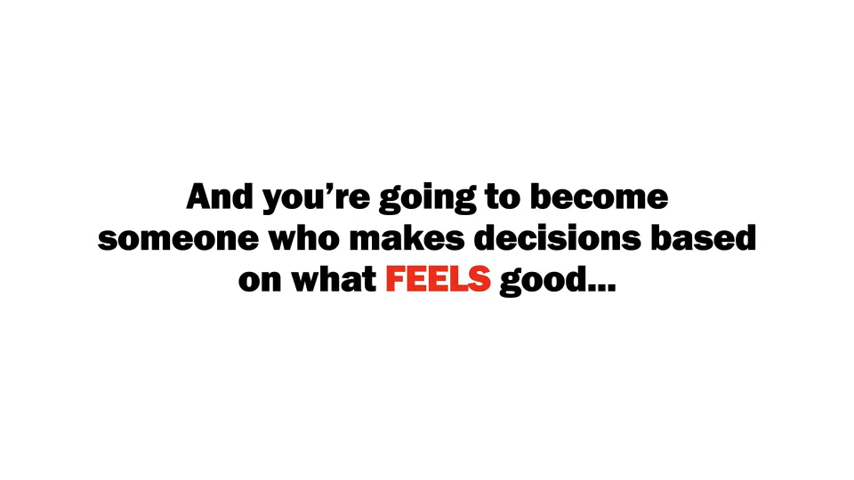 And you’re going to become
someone who makes decisions based
on what FEELS good...